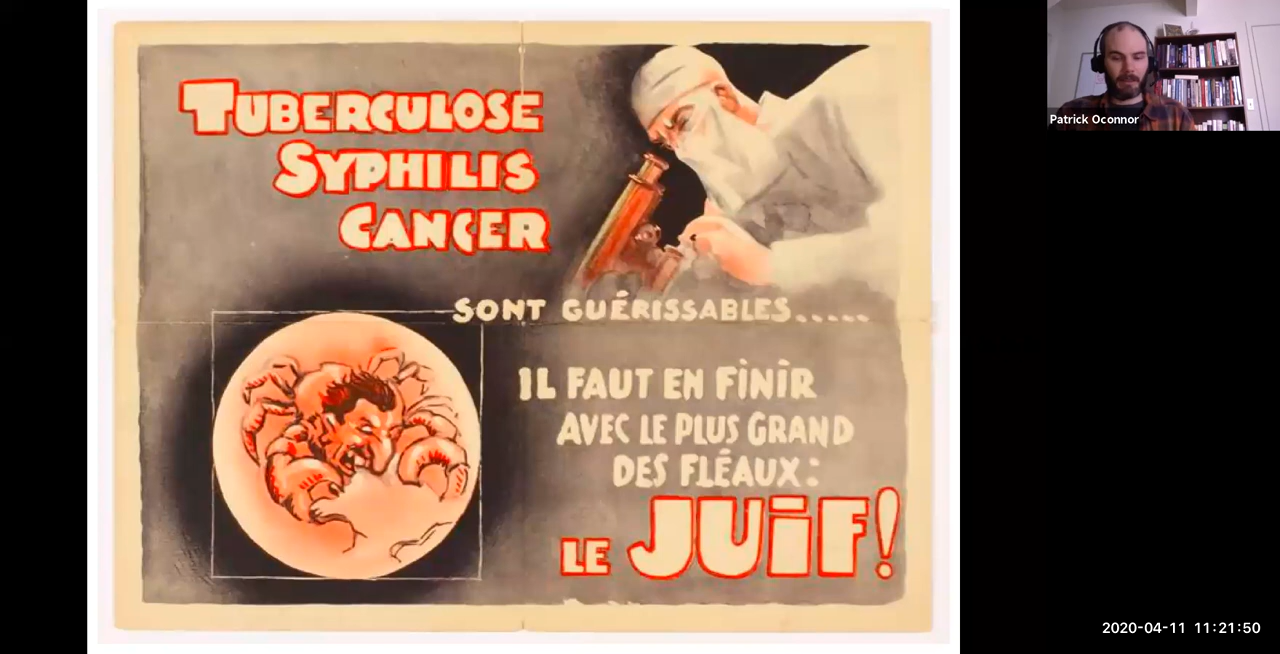 TUBERCULOSE
SYPHILIS
CANCER
SONT GUÉRISSABLES.....
IL FAUT EN FINIR
AVEC LE PLUS GRAND
DES FLÉAUX:
LE JUIF!
Patrick Oconnor
2020-04-11 11:21:50